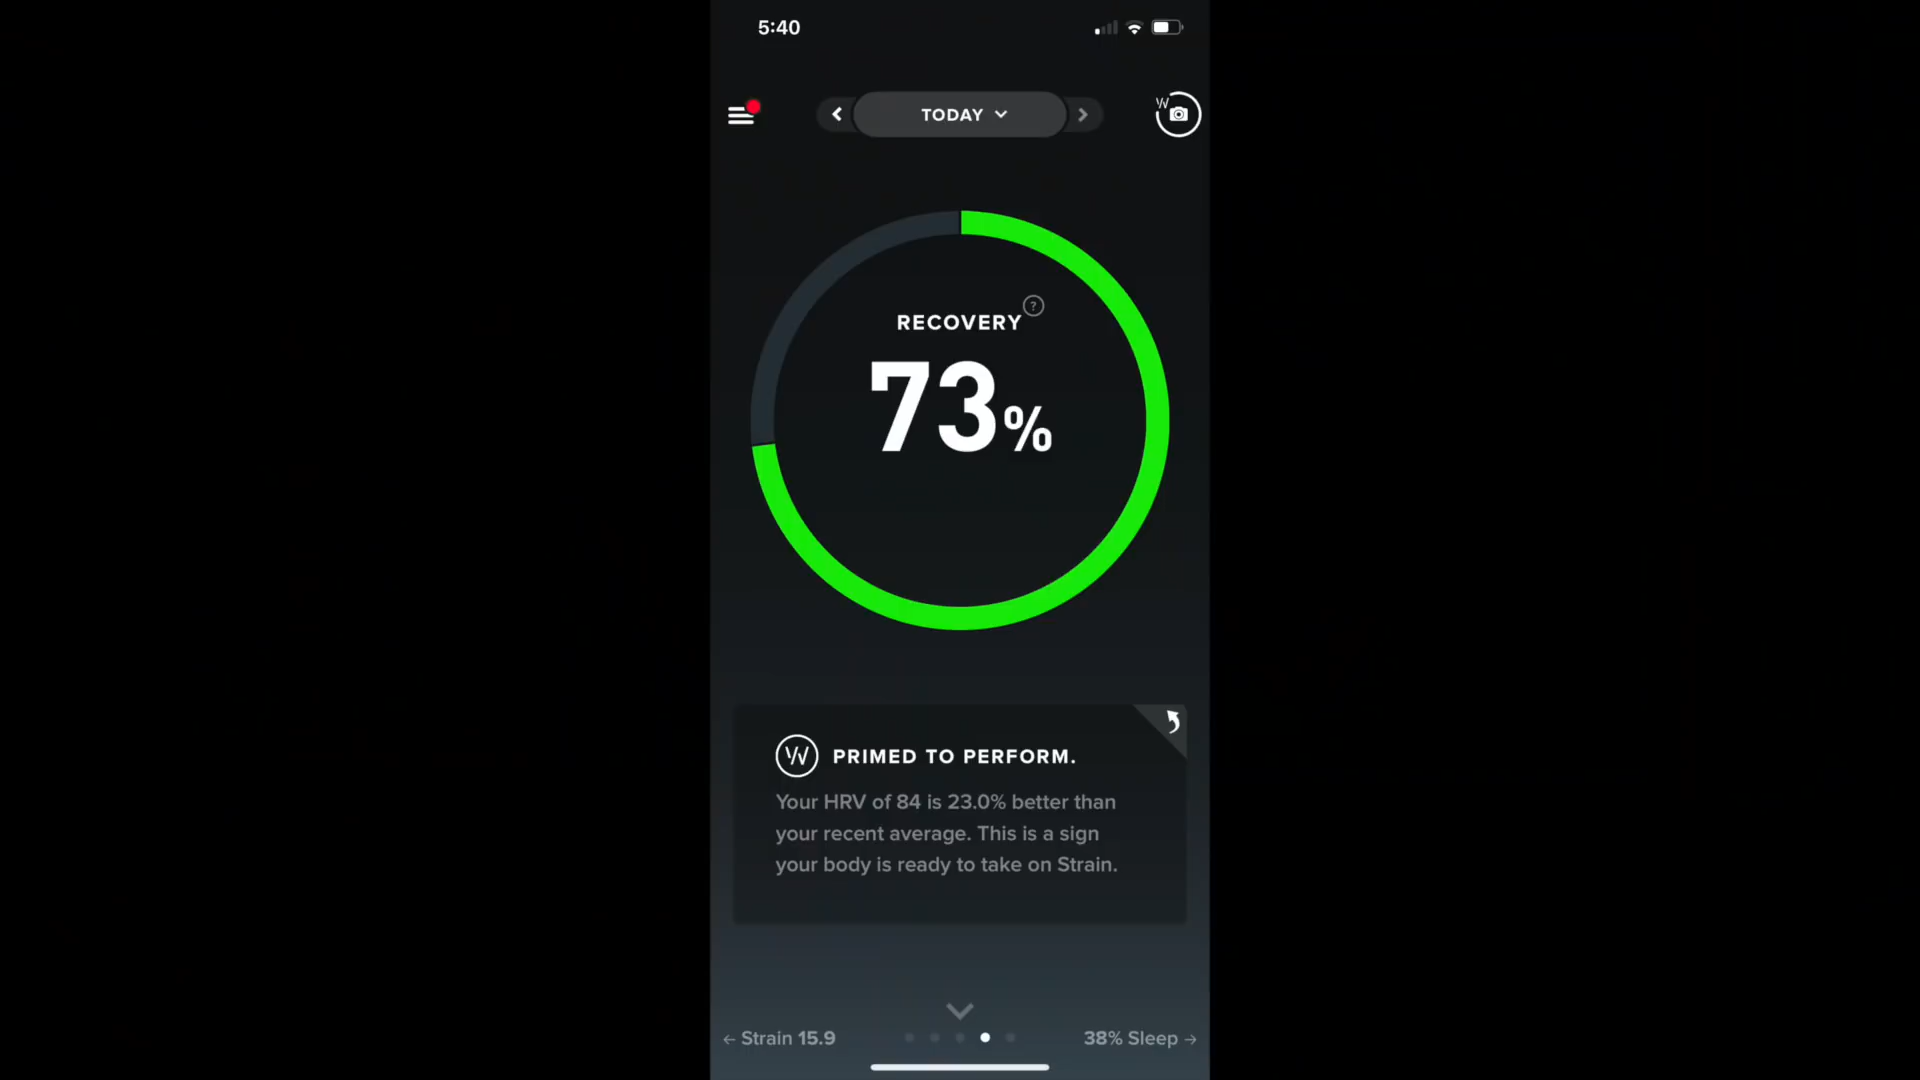 5:40
TODAY
W
RECOVERY ?
73%
W PRIMED TO PERFORM.
Your HRV of 84 is 23.0% better than
your recent average. This is a sign
your body is ready to take on Strain.
← Strain 15.9
38% Sleep →